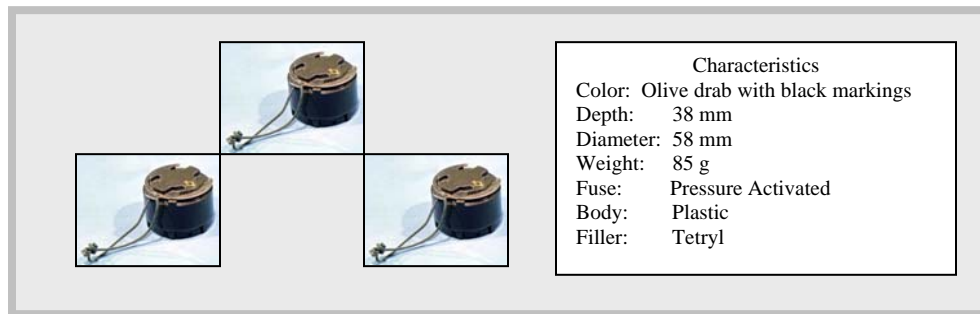 Characteristics
Color: Olive drab with black markings
Depth: 38 mm
Diameter: 58 mm
Weight: 85 g
Fuse: Pressure Activated
Body: Plastic
Filler: Tetryl